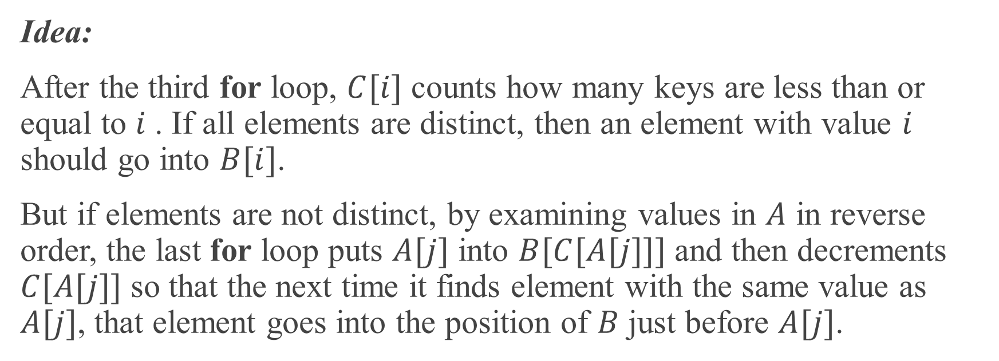 Idea:
After the third for loop, C[i] counts how many keys are less than or
equal to i . If all elements are distinct, then an element with value i
should go into B[i].
But if elements are not distinct, by examining values in A in reverse
order, the last for loop puts A[j] into B[C[A[j]]] and then decrements
C[A[j]] so that the next time it finds element with the same value as
A[j], that element goes into the position of B just before A[j].